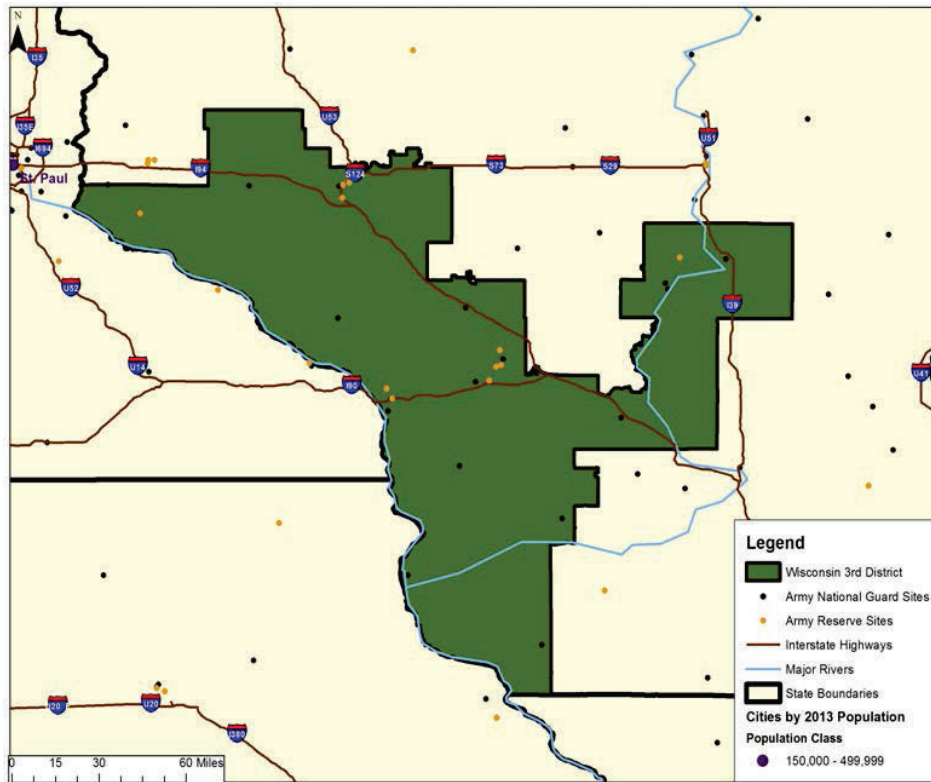 N
I35
U53
I35E
I694
U51
I94
S124
S73
S29
St. Paul
U52
I39
U14
I90
U41
U20
I380
0 15 30 60 Miles
Legend
Wisconsin 3rd District
Army National Guard Sites
Army Reserve Sites
Interstate Highways
Major Rivers
State Boundaries
Cities by 2013 Population
Population Class
150,000 - 499,999